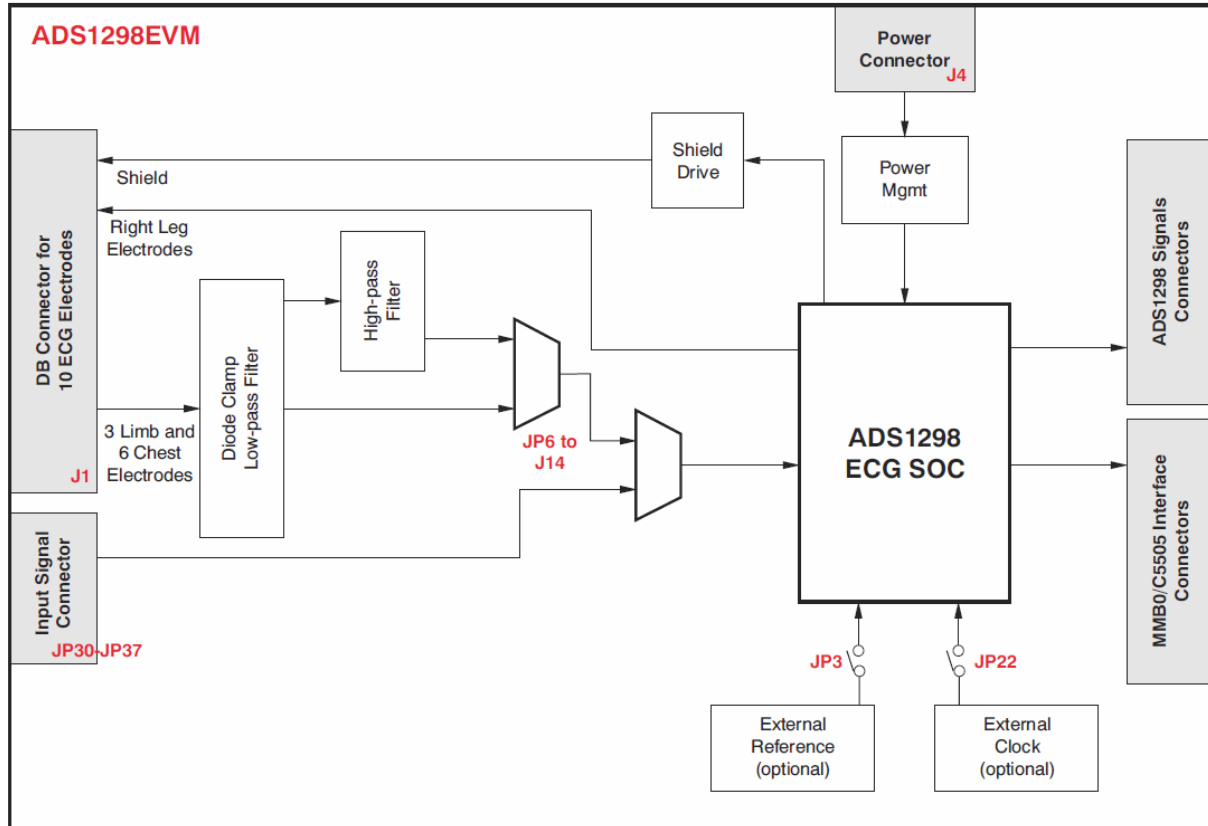 ADS1298EVM
Power
Connector
J4
Shield
Drive
Power
Mgmt
ADS1298 Signals
Connectors
Shield
Right Leg
Electrodes
DB Connector for
10 ECG Electrodes
J1
3 Limb and
6 Chest
Electrodes
Diode Clamp
Low-pass Filter
High-pass
Filter
JP6 to
J14
ADS1298
ECG SOC
MMB0/C5505 Interface
Connectors
Input Signal
Connector
JP30-JP37
JP3
JP22
External
Reference
(optional)
External
Clock
(optional)